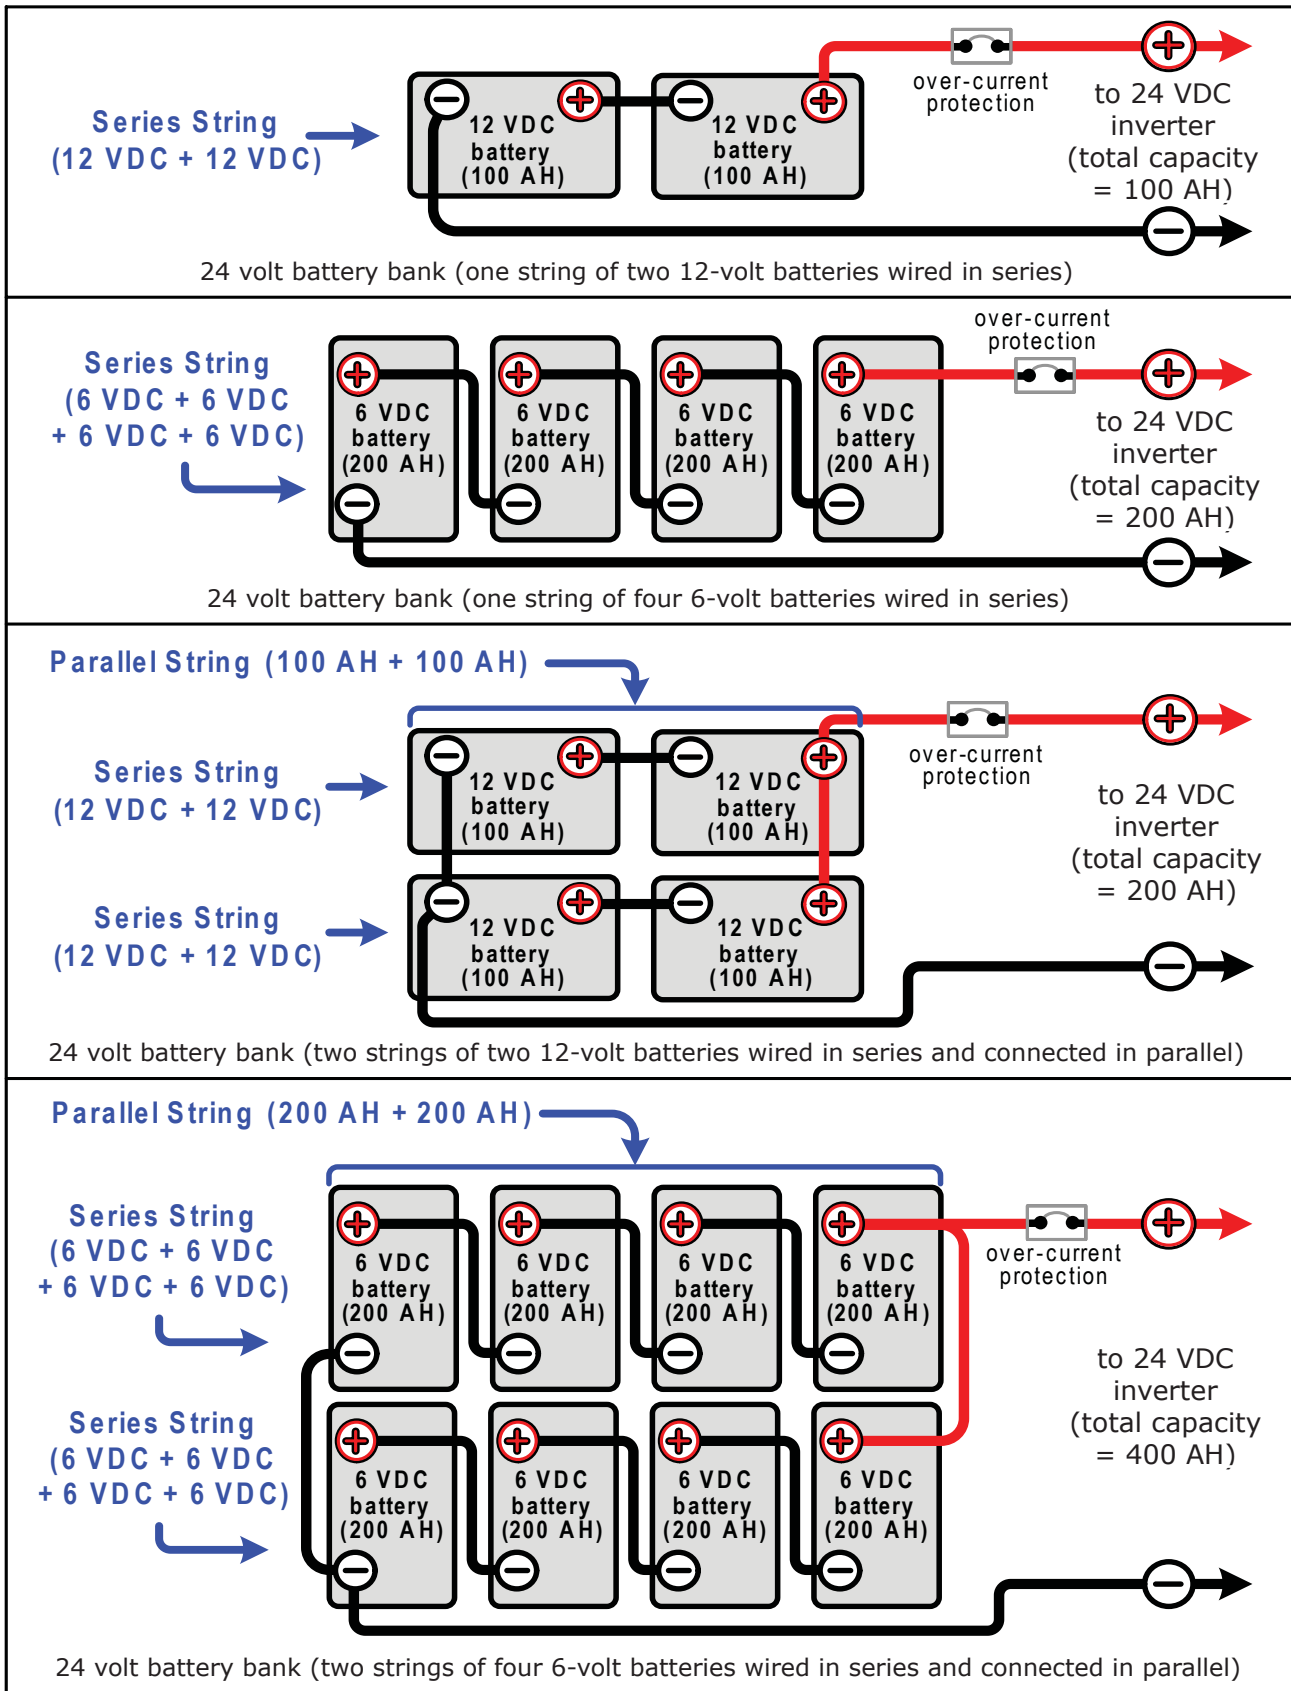 Series String
(12 VDC + 12 VDC)
12 VDC
battery
(100 AH)
12 VDC
battery
(100 AH)
over-current
protection
to 24 VDC
inverter
(total capacity
= 100 AH)
24 volt battery bank (one string of two 12-volt batteries wired in series)
Series String
(6 VDC + 6 VDC
+ 6 VDC + 6 VDC)
6 VDC
battery
(200 AH)
6 VDC
battery
(200 AH)
6 VDC
battery
(200 AH)
6 VDC
battery
(200 AH)
over-current
protection
to 24 VDC
inverter
(total capacity
= 200 AH)
24 volt battery bank (one string of four 6-volt batteries wired in series)
Parallel String (100 AH + 100 AH)
Series String
(12 VDC + 12 VDC)
12 VDC
battery
(100 AH)
12 VDC
battery
(100 AH)
over-current
protection
to 24 VDC
inverter
(total capacity
= 200 AH)
Series String
(12 VDC + 12 VDC)
12 VDC
battery
(100 AH)
12 VDC
battery
(100 AH)
24 volt battery bank (two strings of two 12-volt batteries wired in series and connected in parallel)
Parallel String (200 AH + 200 AH)
Series String
(6 VDC + 6 VDC
+ 6 VDC + 6 VDC)
6 VDC
battery
(200 AH)
6 VDC
battery
(200 AH)
6 VDC
battery
(200 AH)
6 VDC
battery
(200 AH)
over-current
protection
to 24 VDC
inverter
(total capacity
= 400 AH)
Series String
(6 VDC + 6 VDC
+ 6 VDC + 6 VDC)
6 VDC
battery
(200 AH)
6 VDC
battery
(200 AH)
6 VDC
battery
(200 AH)
6 VDC
battery
(200 AH)
24 volt battery bank (two strings of four 6-volt batteries wired in series and connected in parallel)